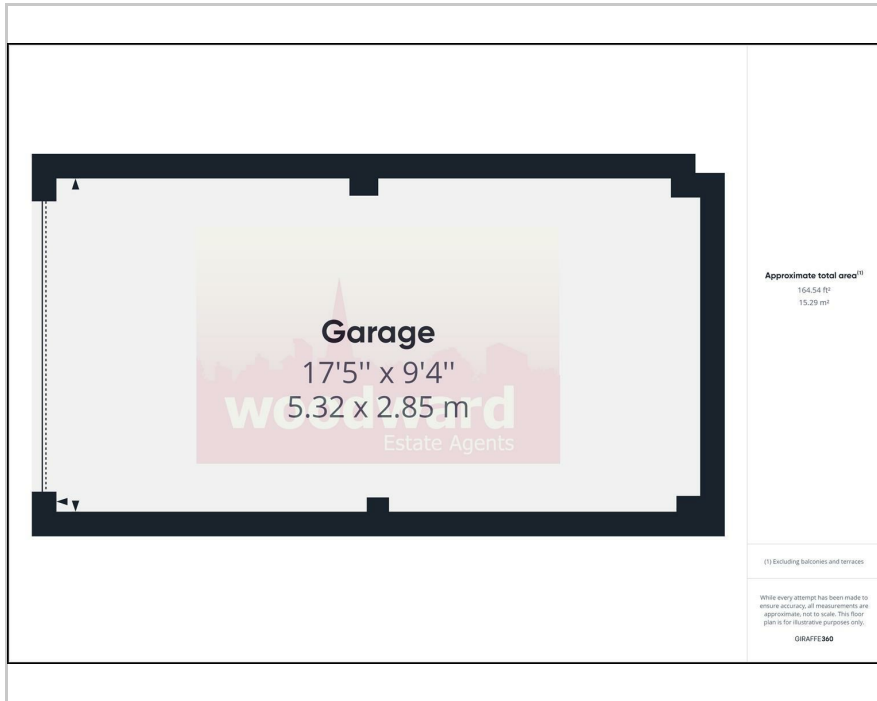 Garage
17'5'' x 9'4''
5.32 x 2.85 m
woodward
Estate Agents
Approximate total area(1)
164.54 ft²
15.29 m²
(1) Excluding balconies and terraces
While every attempt has been made to
ensure accuracy, all measurements are
approximate, not to scale. This floor
plan is for illustrative purposes only.
GIRAFFE360